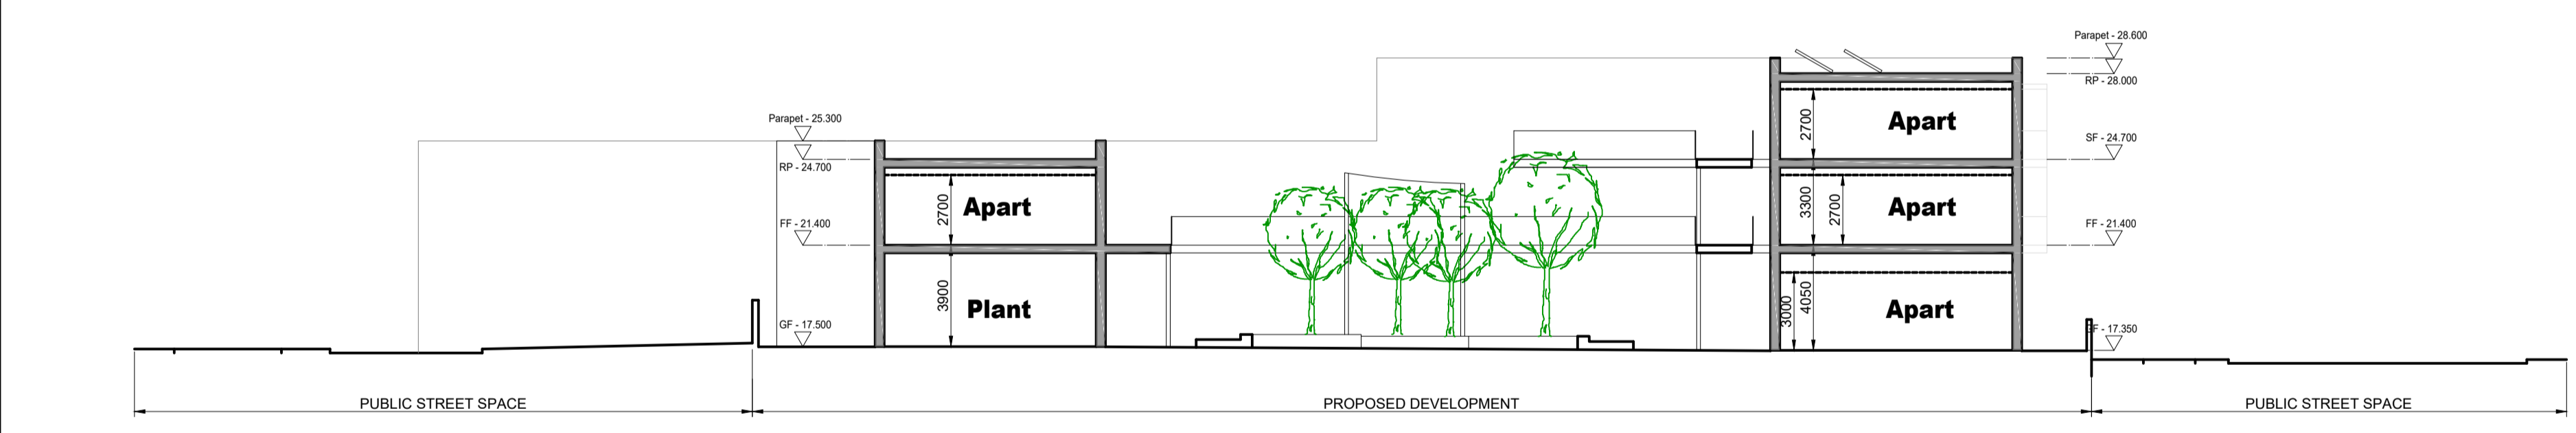 Parapet - 28.600
RP - 28.000
2700
Apart
Parapet - 25.300
SF - 24.700
RP - 24.700
2700
Apart
3300
2700
Apart
FF - 21.400
FF - 21.400
3900
Plant
3000
4050
Apart
GF - 17.500
F - 17.350
PUBLIC STREET SPACE
PROPOSED DEVELOPMENT
PUBLIC STREET SPACE